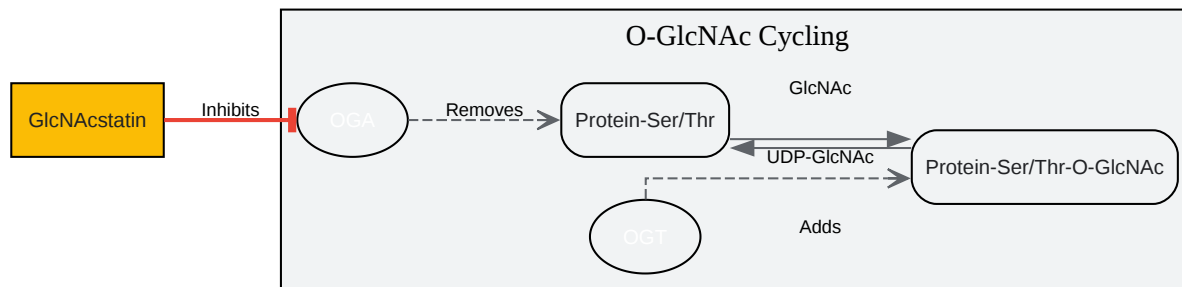 O-GlcNAc Cycling
GlcNAcstatin
Inhibits
OGA
Removes
Protein-Ser/Thr
GlcNAc
UDP-GlcNAc
Protein-Ser/Thr-O-GlcNAc
OGT
Adds